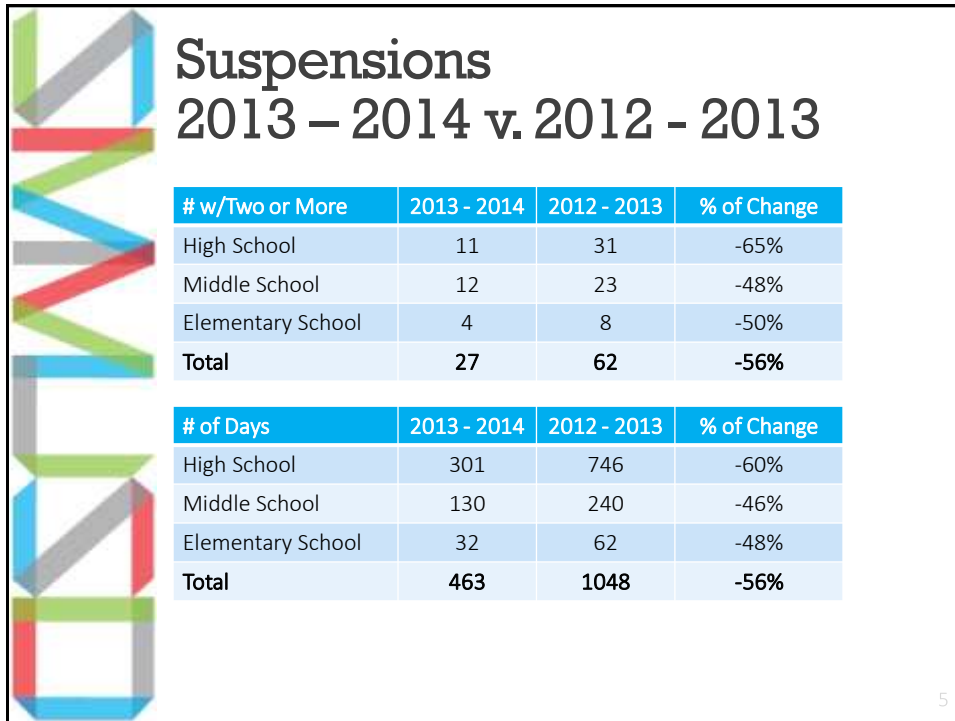 Suspensions
2013 – 2014 v. 2012 - 2013
# w/Two or More 2013 - 2014 2012 - 2013 % of Change
High School 11 31 -65%
Middle School 12 23 -48%
Elementary School 4 8 -50%
Total 27 62 -56%
# of Days 2013 - 2014 2012 - 2013 % of Change
High School 301 746 -60%
Middle School 130 240 -46%
Elementary School 32 62 -48%
Total 463 1048 -56%
5